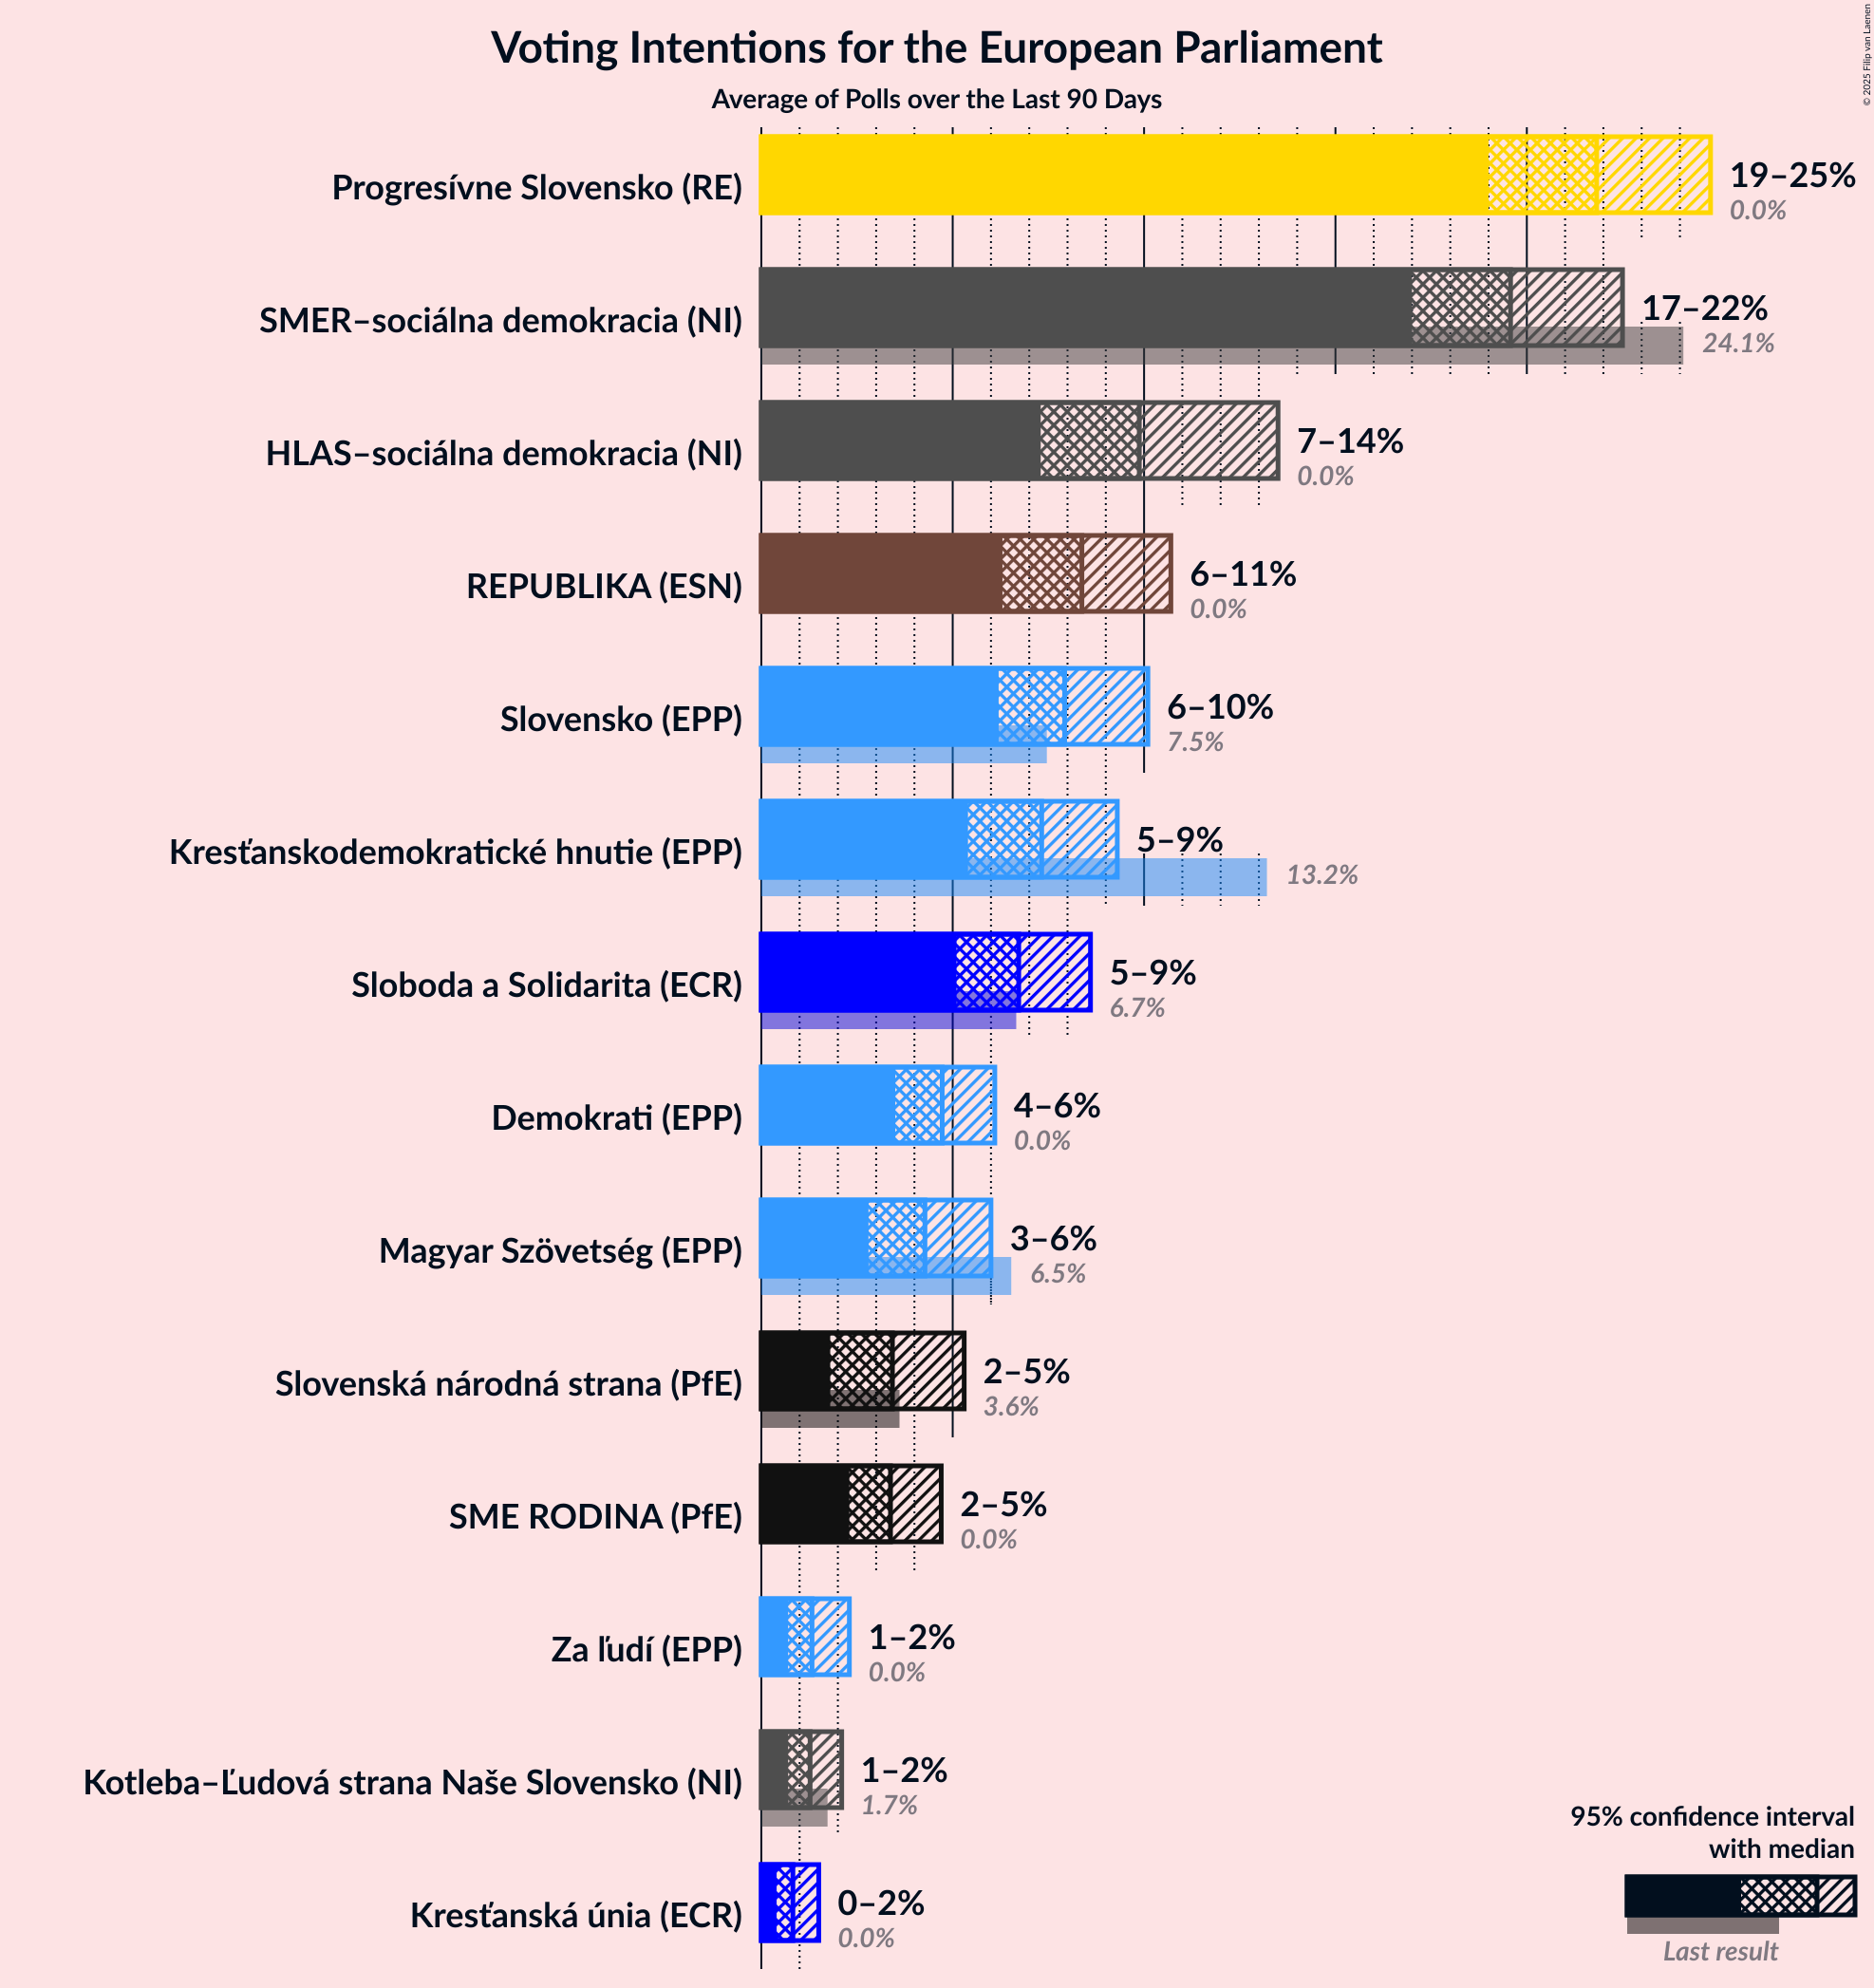 © 2025 Filip van Laenen
Voting Intentions for the European Parliament
Average of Polls over the Last 90 Days
Progresívne Slovensko (RE)
19–25%
0.0%
SMER–sociálna demokracia (NI)
17–22%
24.1%
HLAS–sociálna demokracia (NI)
7–14%
0.0%
REPUBLIKA (ESN)
6–11%
0.0%
Slovensko (EPP)
6–10%
7.5%
Kresťanskodemokratické hnutie (EPP)
5–9%
13.2%
Sloboda a Solidarita (ECR)
5–9%
6.7%
Demokrati (EPP)
4–6%
0.0%
Magyar Szövetség (EPP)
3–6%
6.5%
Slovenská národná strana (PfE)
2–5%
3.6%
SME RODINA (PfE)
2–5%
0.0%
Za ľudí (EPP)
1–2%
0.0%
Kotleba–Ľudová strana Naše Slovensko (NI)
1–2%
1.7%
Kresťanská únia (ECR)
0–2%
0.0%
95% confidence interval
with median
Last result